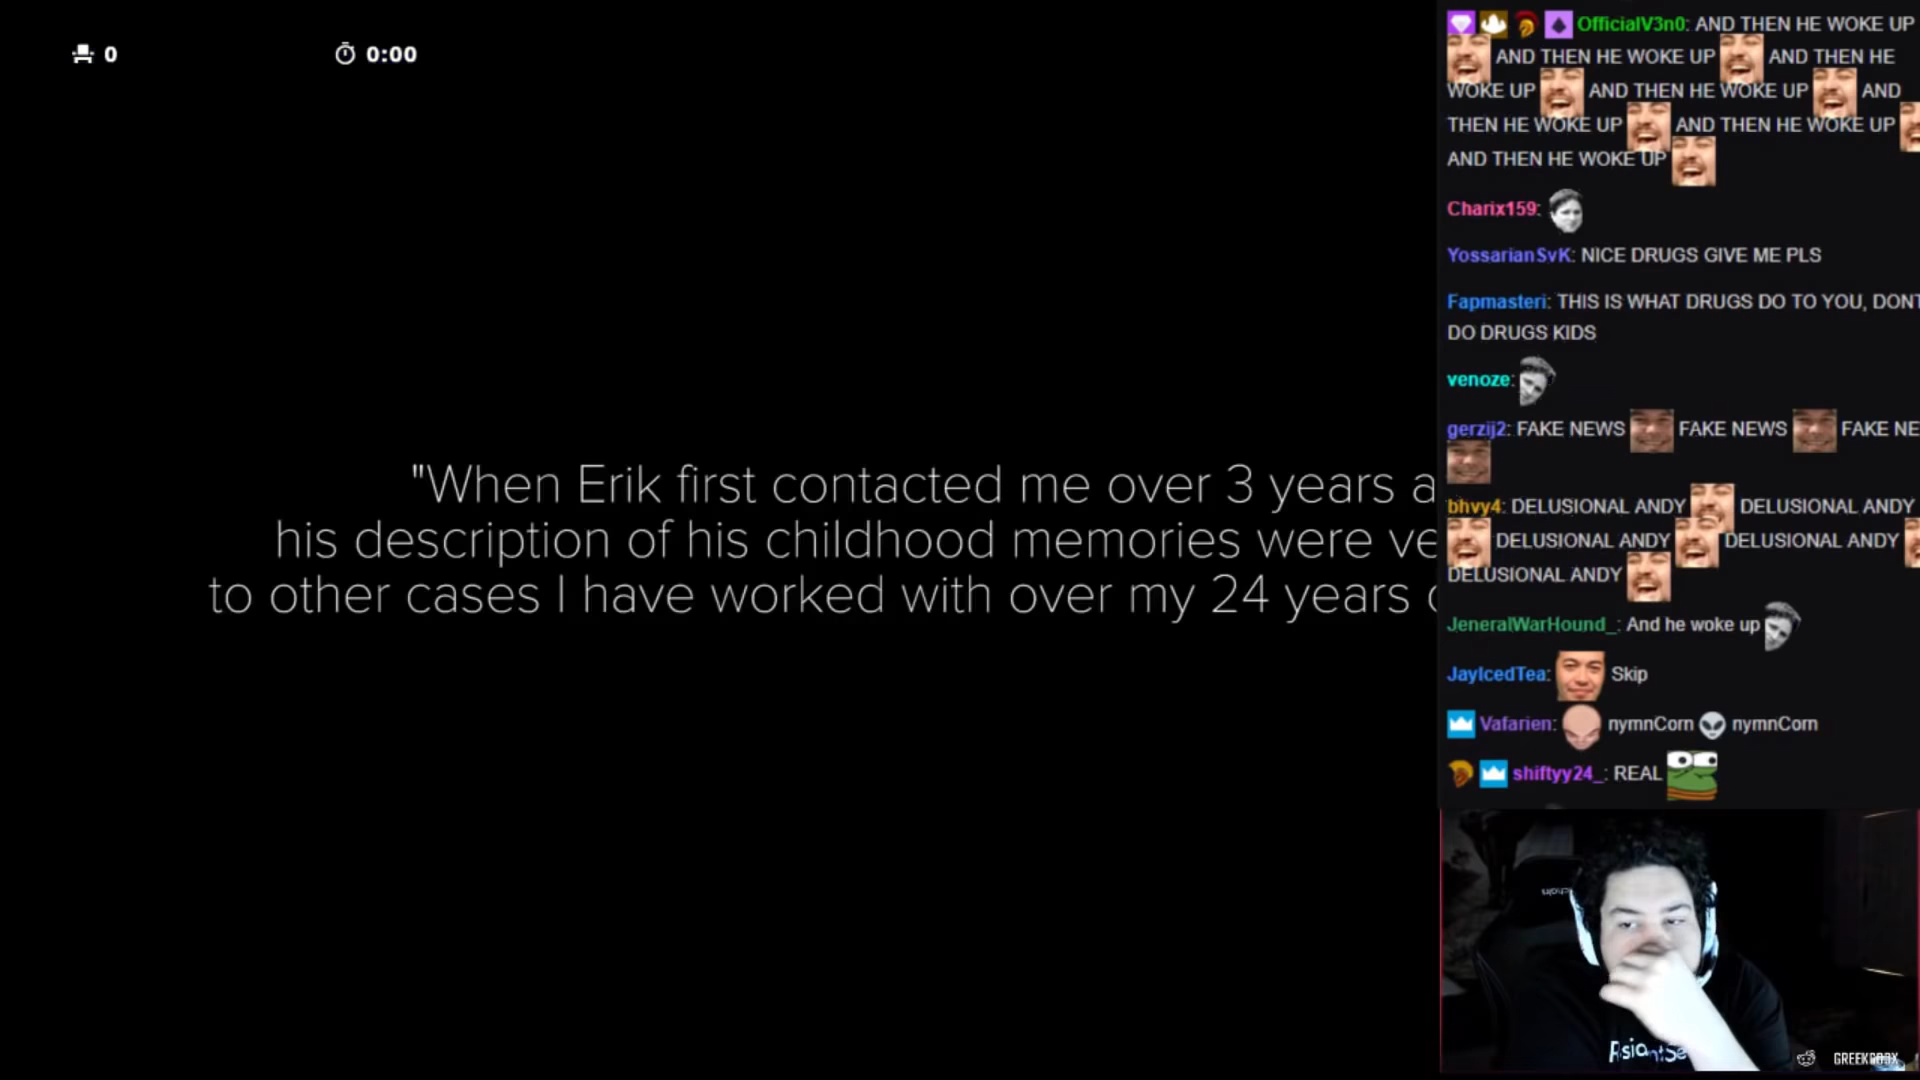 0
0:00
"When Erik first contacted me over 3 years a
his description of his childhood memories were ve
to other cases I have worked with over my 24 years
OfficialV3n0: AND THEN HE WOKE UP
AND THEN HE WOKE UP AND THEN HE
WOKE UP AND THEN HE WOKE UP AND
THEN HE WOKE UP AND THEN HE WOKE UP
AND THEN HE WOKE UP
Charix159:
YossarianSvK: NICE DRUGS GIVE ME PLS
Fapmasteri: THIS IS WHAT DRUGS DO TO YOU, DONT
DO DRUGS KIDS
venoze:
gerzij2: FAKE NEWS FAKE NEWS FAKE NE
bhvy4: DELUSIONAL ANDY DELUSIONAL ANDY
DELUSIONAL ANDY DELUSIONAL ANDY
DELUSIONAL ANDY
JeneralWarHound_: And he woke up
JayIcedTea: Skip
Vafarien: nymnCorn nymnCorn
shiftyy24_: REAL
GREEKGODX